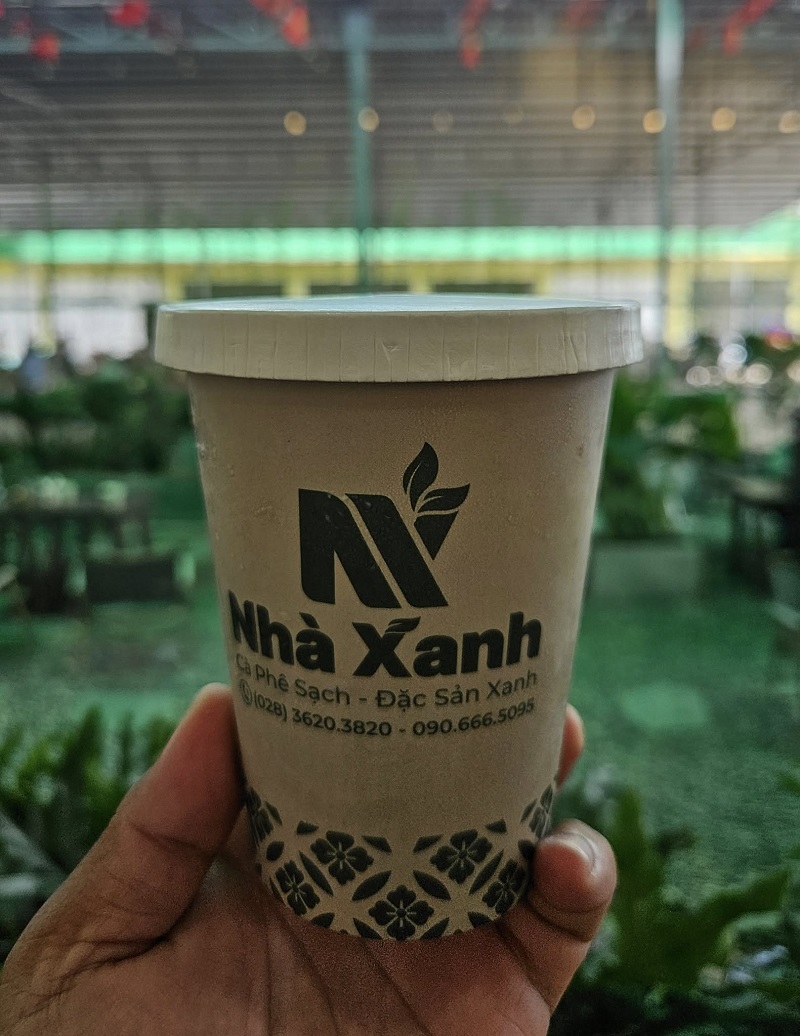 Nhà Xanh
Cà Phê Sạch - Đặc Sản Xanh
(028) 3620.3820 - 090.666.5095